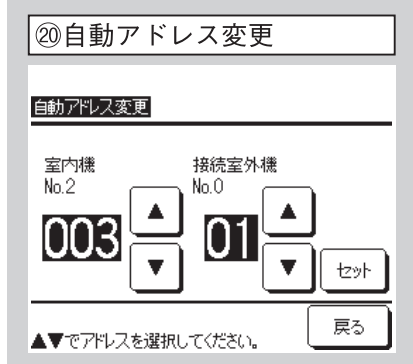 ⑳自動アドレス変更
自動アドレス変更
室内機 接続室外機
No.2 No.0
▲ ▲
003 01
▼ ▼ セット
戻る
▲▼でアドレスを選択してください。